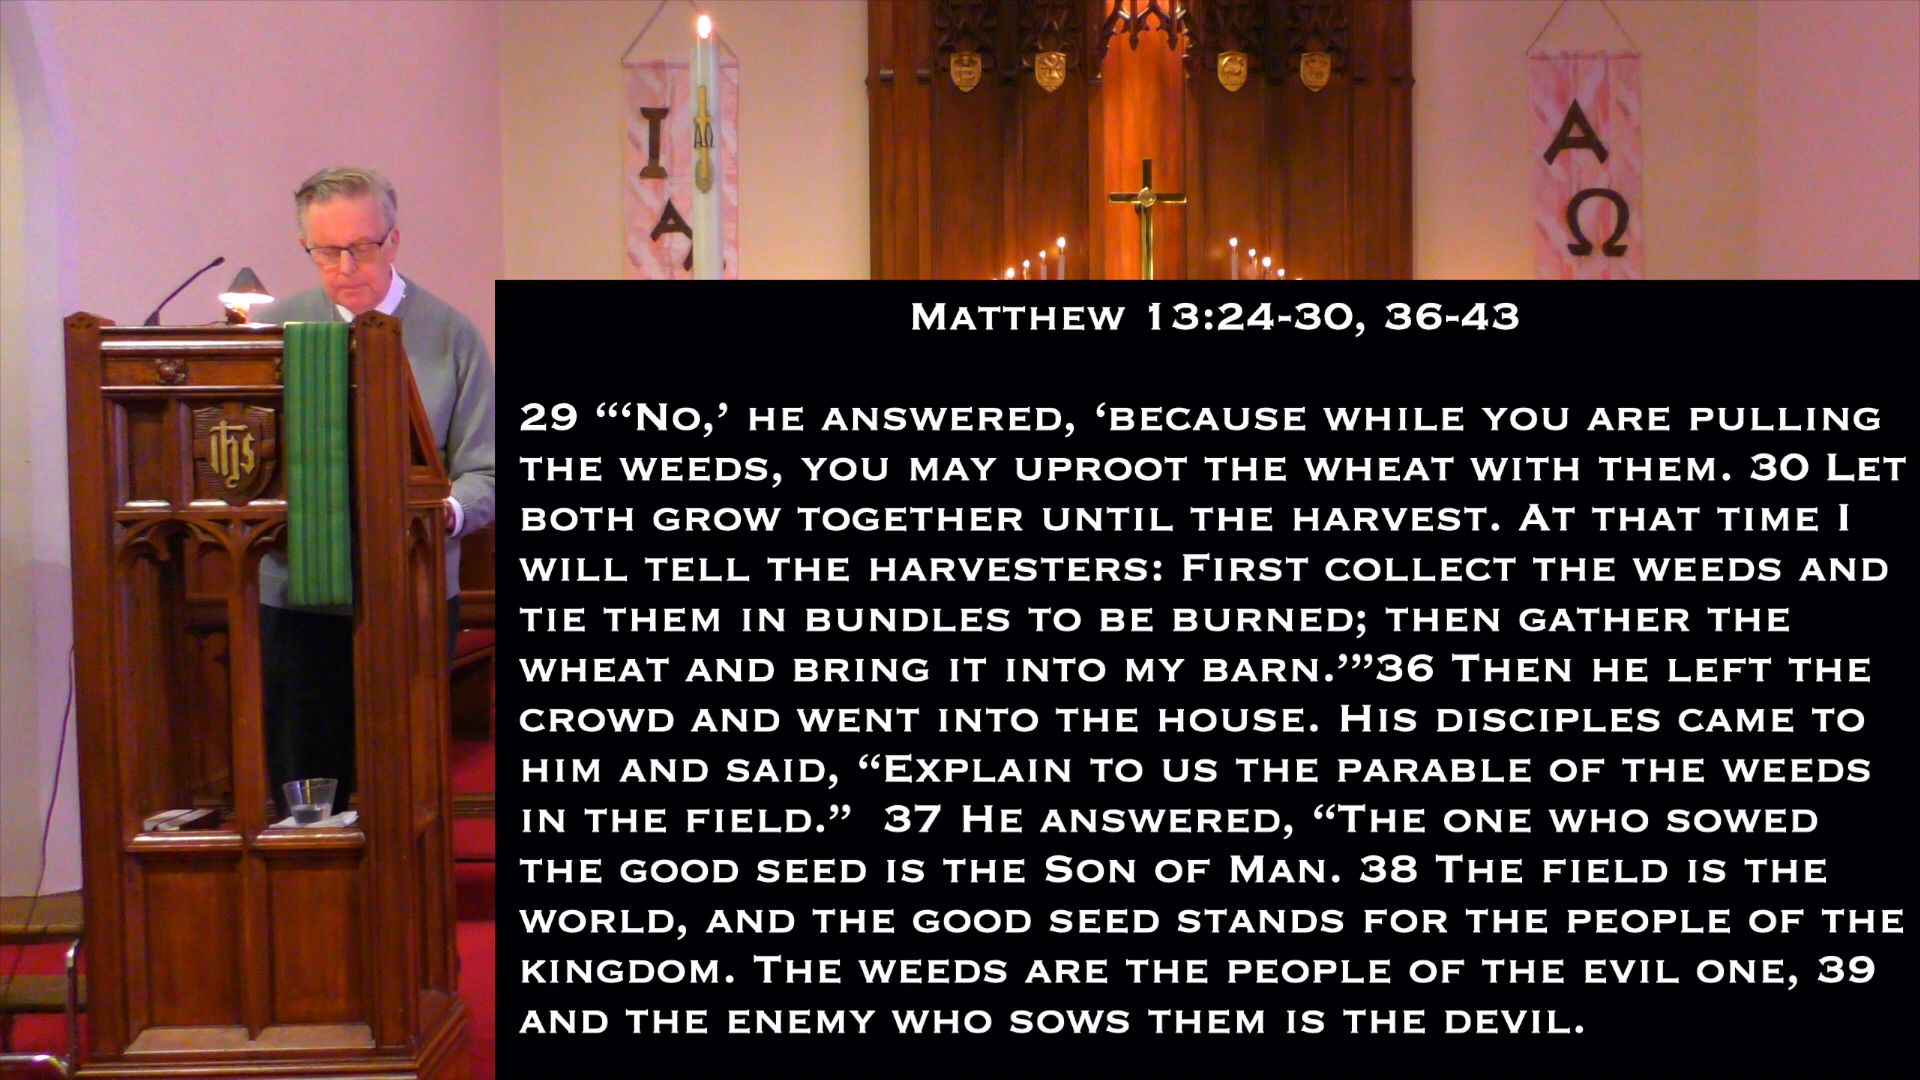 I
A
ΑΩ
Α
Ω
ihs
Matthew 13:24-30, 36-43
29 “‘No,’ he answered, ‘because while you are pulling
the weeds, you may uproot the wheat with them. 30 Let
both grow together until the harvest. At that time I
will tell the harvesters: First collect the weeds and
tie them in bundles to be burned; then gather the
wheat and bring it into my barn.’”36 Then he left the
crowd and went into the house. His disciples came to
him and said, “Explain to us the parable of the weeds
in the field.”  37 He answered, “The one who sowed
the good seed is the Son of Man. 38 The field is the
world, and the good seed stands for the people of the
kingdom. The weeds are the people of the evil one, 39
and the enemy who sows them is the devil.